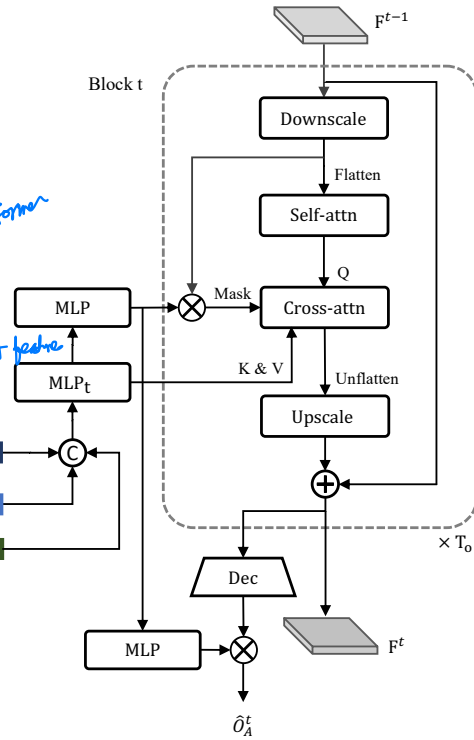 F^{t-1}
Block t
Downscale
Flatten
Self-attn
Q
MLP
Mask
Cross-attn
MLP_t
K & V
Unflatten
C
Upscale
× T_o
Dec
MLP
F^t
Ô_A^t